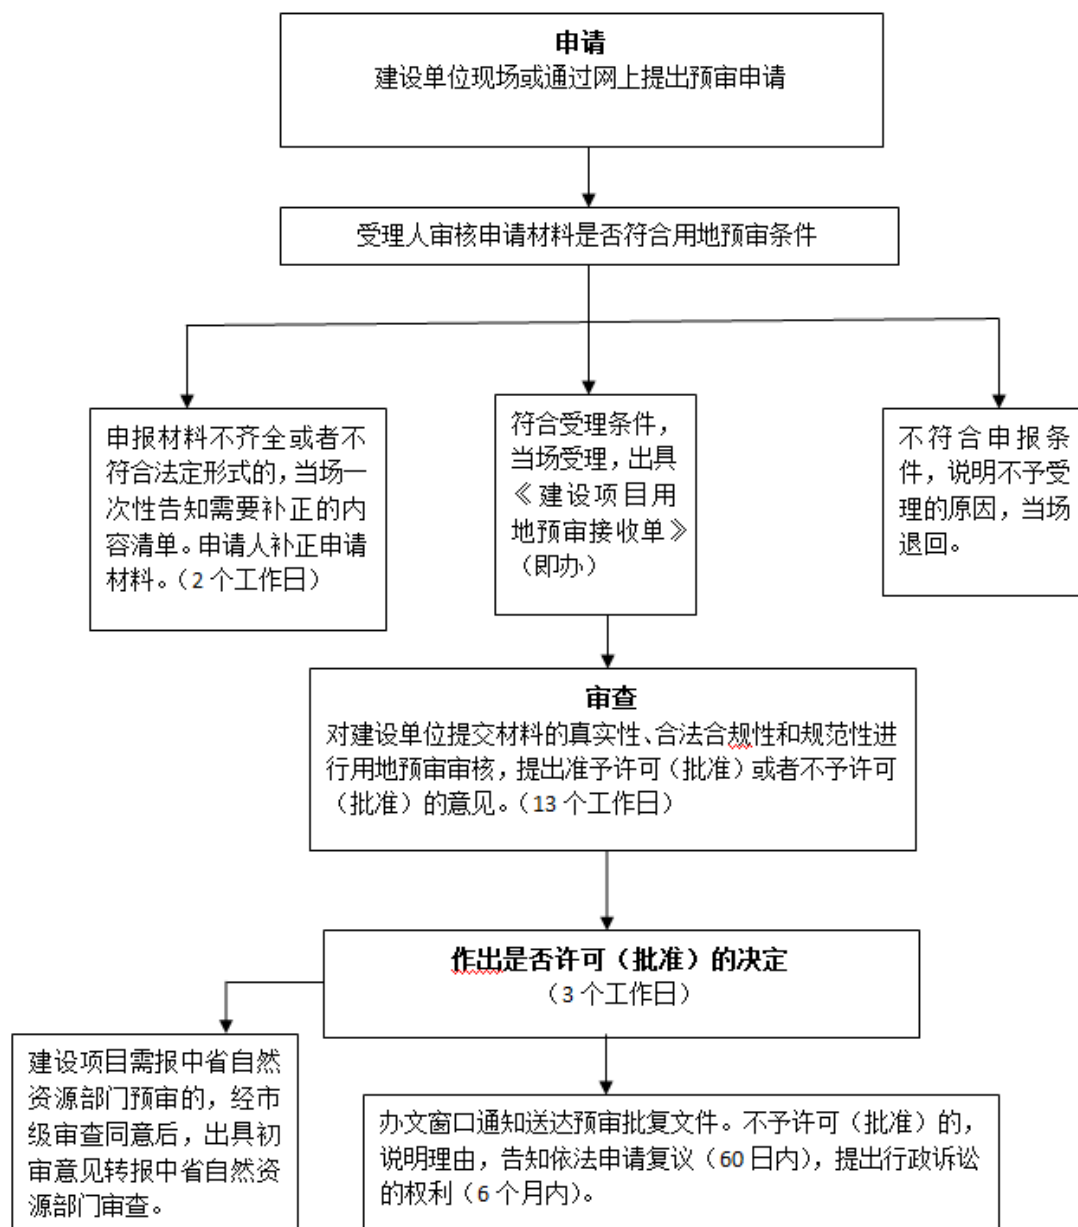 申请
建设单位现场或通过网上提出预审申请
受理人审核申请材料是否符合用地预审条件
申报材料不齐全或者不
符合法定形式的，当场一
次性告知需要补正的内
容清单。申请人补正申请
材料。（2 个工作日）
符合受理条件，
当场受理，出具
《建设项目用
地预审接收单》
（即办）
不符合申报条
件，说明不予受
理的原因，当场
退回。
审查
对建设单位提交材料的真实性、合法合规性和规范性进
行用地预审审核，提出准予许可（批准）或者不予许可
（批准）的意见。（13 个工作日）
作出是否许可（批准）的决定
（3 个工作日）
建设项目需报中省自然
资源部门预审的，经市
级审查同意后，出具初
审意见转报中省自然资
源部门审查。
办文窗口通知送达预审批复文件。不予许可（批准）的，
说明理由，告知依法申请复议（60 日内），提出行政诉讼
的权利（6 个月内）。